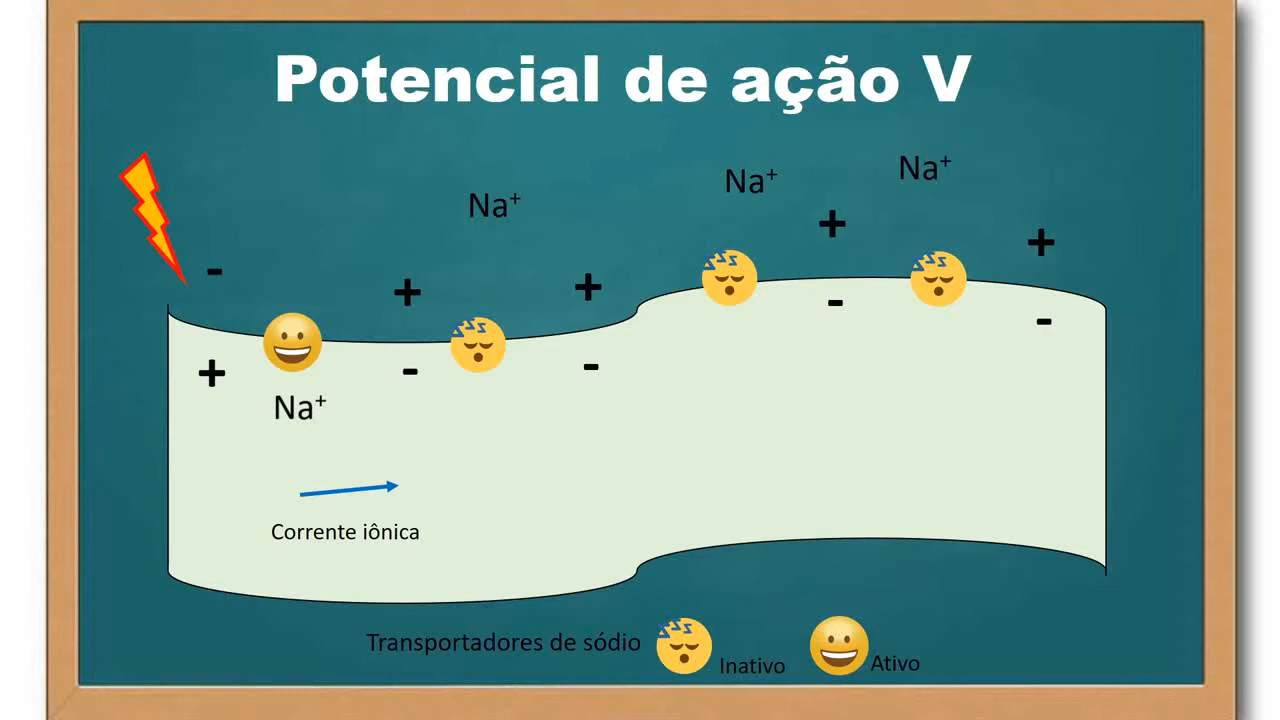 Potencial de ação V
Na⁺
Na⁺
Na⁺
-
+
+
+
+
-
-
+
-
-
Na⁺
Corrente iônica
Transportadores de sódio
Inativo
Ativo